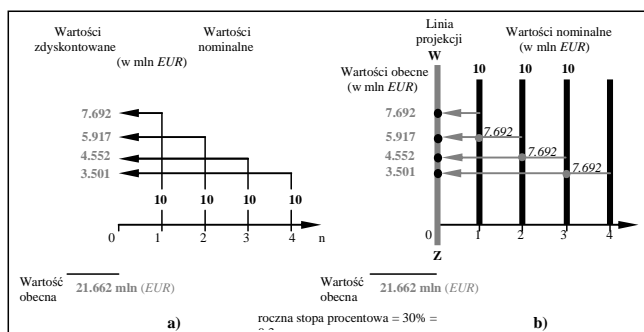 Wartości
zdyskontowane
Wartości
nominalne
(w mln EUR)
7.692
5.917
4.552
3.501
10 10 10 10
0 1 2 3 4 n
Wartość
obecna
21.662 mln (EUR)
a)
Linia
projekcji
W
Wartości nominalne
(w mln EUR)
Wartości obecne
(w mln EUR)
10 10 10
7.692
5.917
7.692
4.552
7.692
3.501
7.692
0 1 2 3 4
Z
Wartość
obecna
21.662 mln (EUR)
b)
roczna stopa procentowa = 30% =